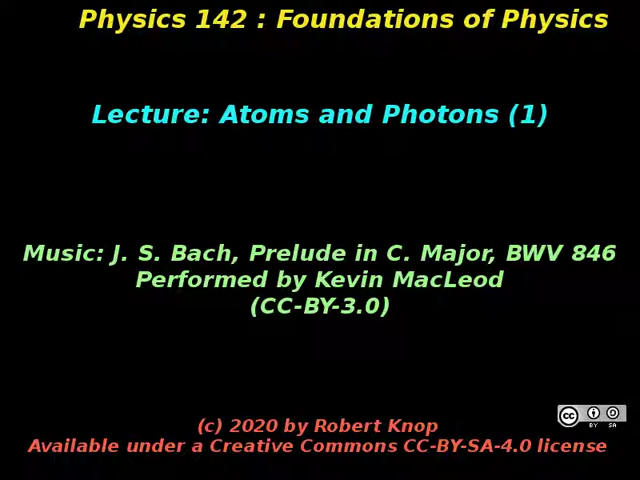 Physics 142 : Foundations of Physics
Lecture: Atoms and Photons (1)
Music: J. S. Bach, Prelude in C. Major, BWV 846
Performed by Kevin MacLeod
(CC-BY-3.0)
cc BY SA
(c) 2020 by Robert Knop
Available under a Creative Commons CC-BY-SA-4.0 license